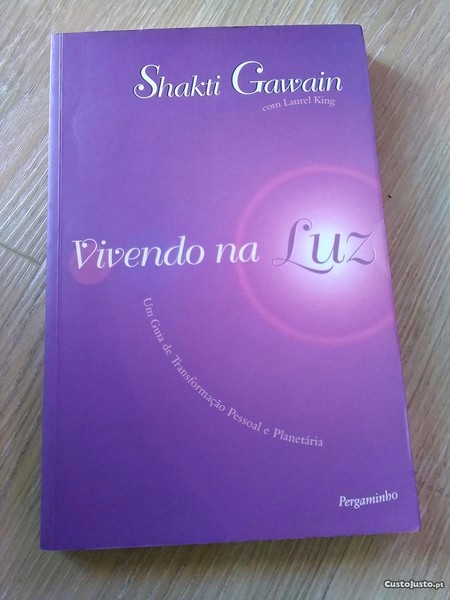 Shakti Gawain
com Laurel King
Vivendo na Luz
Um Guia de Transformação Pessoal e Planetária
Pergaminho
CustoJusto.pt